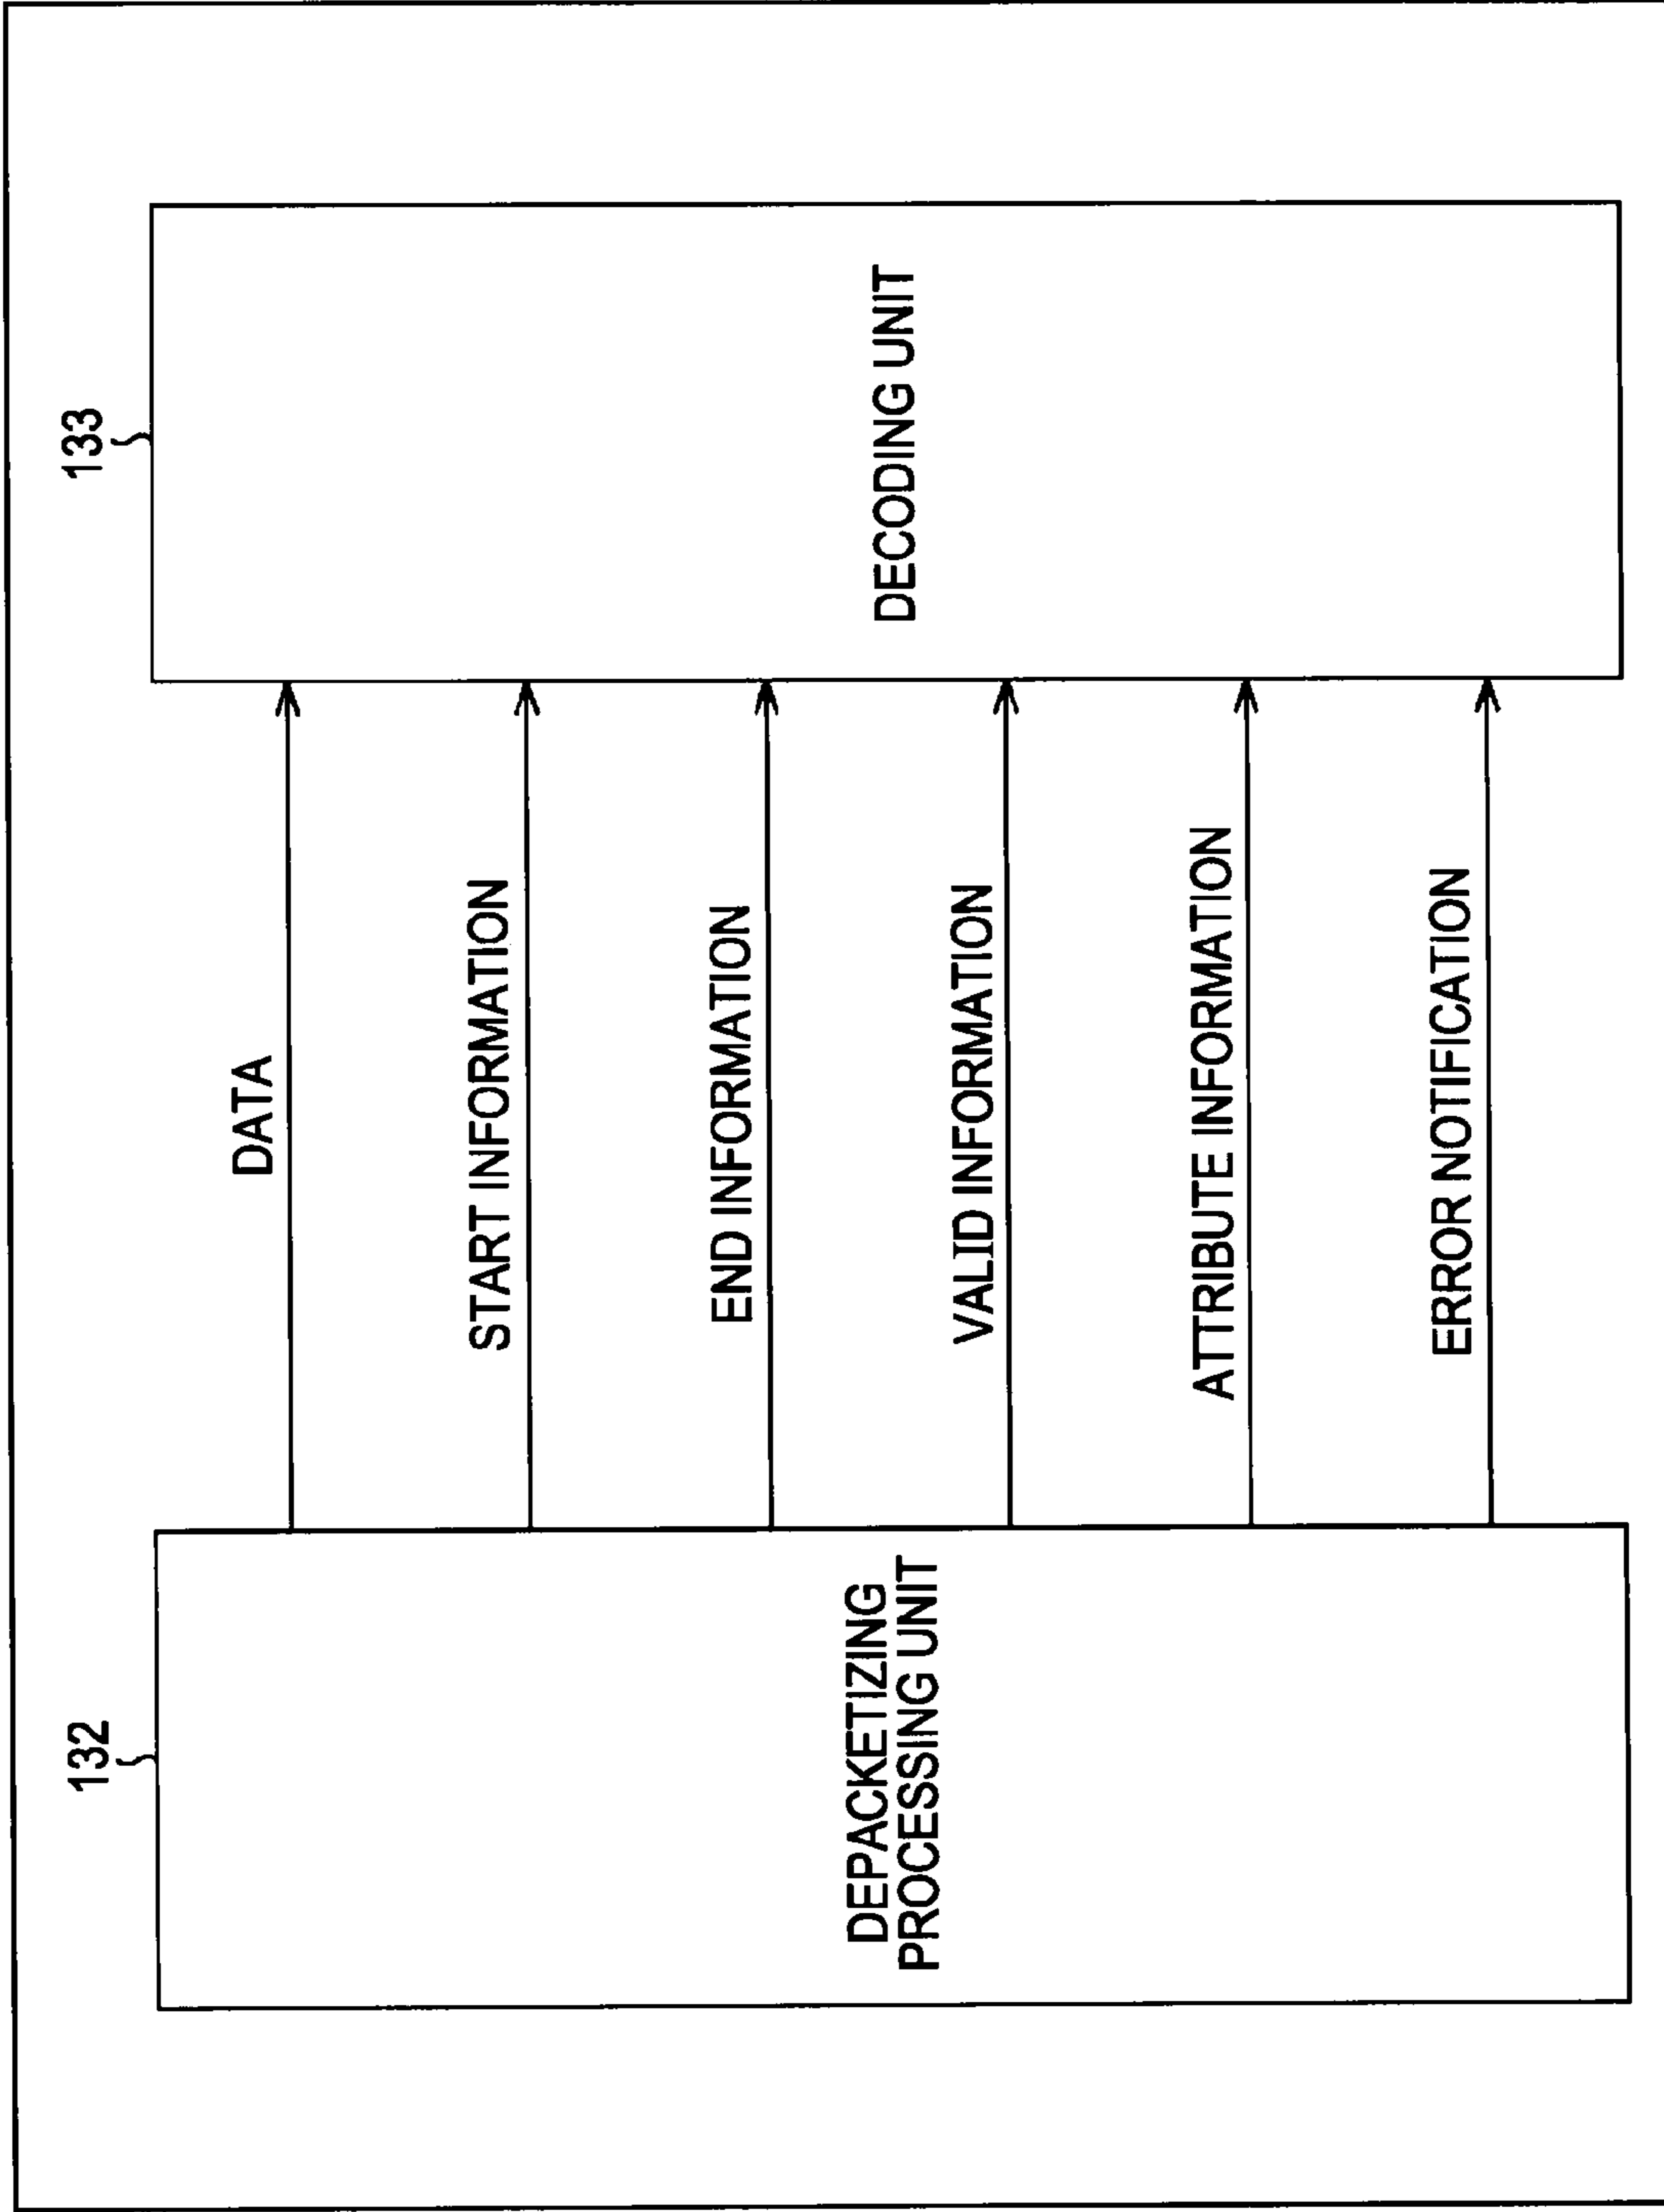 132
133
DEPACKETIZING
PROCESSING UNIT
DATA
START INFORMATION
END INFORMATION
VALID INFORMATION
ATTRIBUTE INFORMATION
ERROR NOTIFICATION
DECODING UNIT